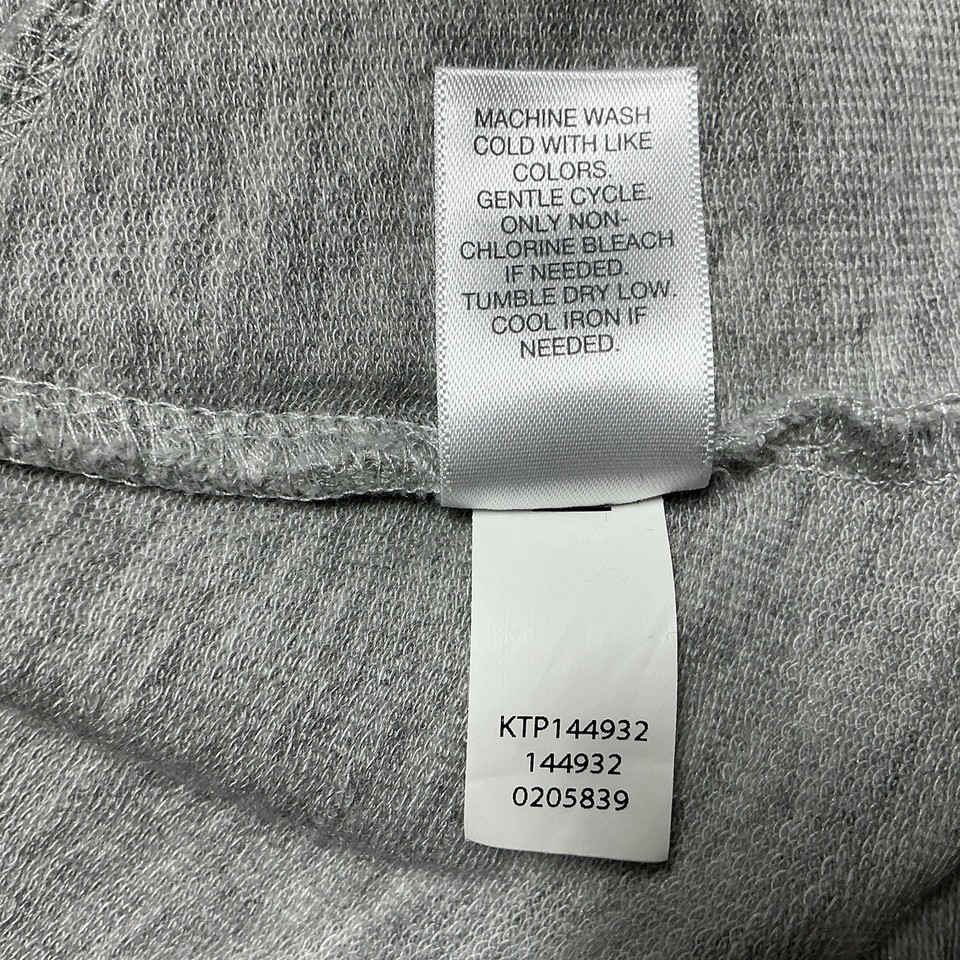 MACHINE WASH
COLD WITH LIKE
COLORS.
GENTLE CYCLE.
ONLY NON-
CHLORINE BLEACH
IF NEEDED.
TUMBLE DRY LOW.
COOL IRON IF
NEEDED.
KTP144932
144932
0205839